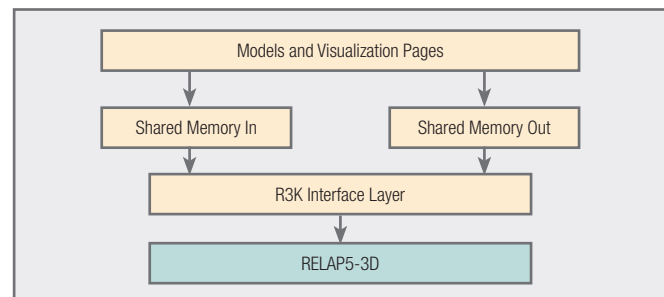 Models and Visualization Pages
Shared Memory In
Shared Memory Out
R3K Interface Layer
RELAP5-3D